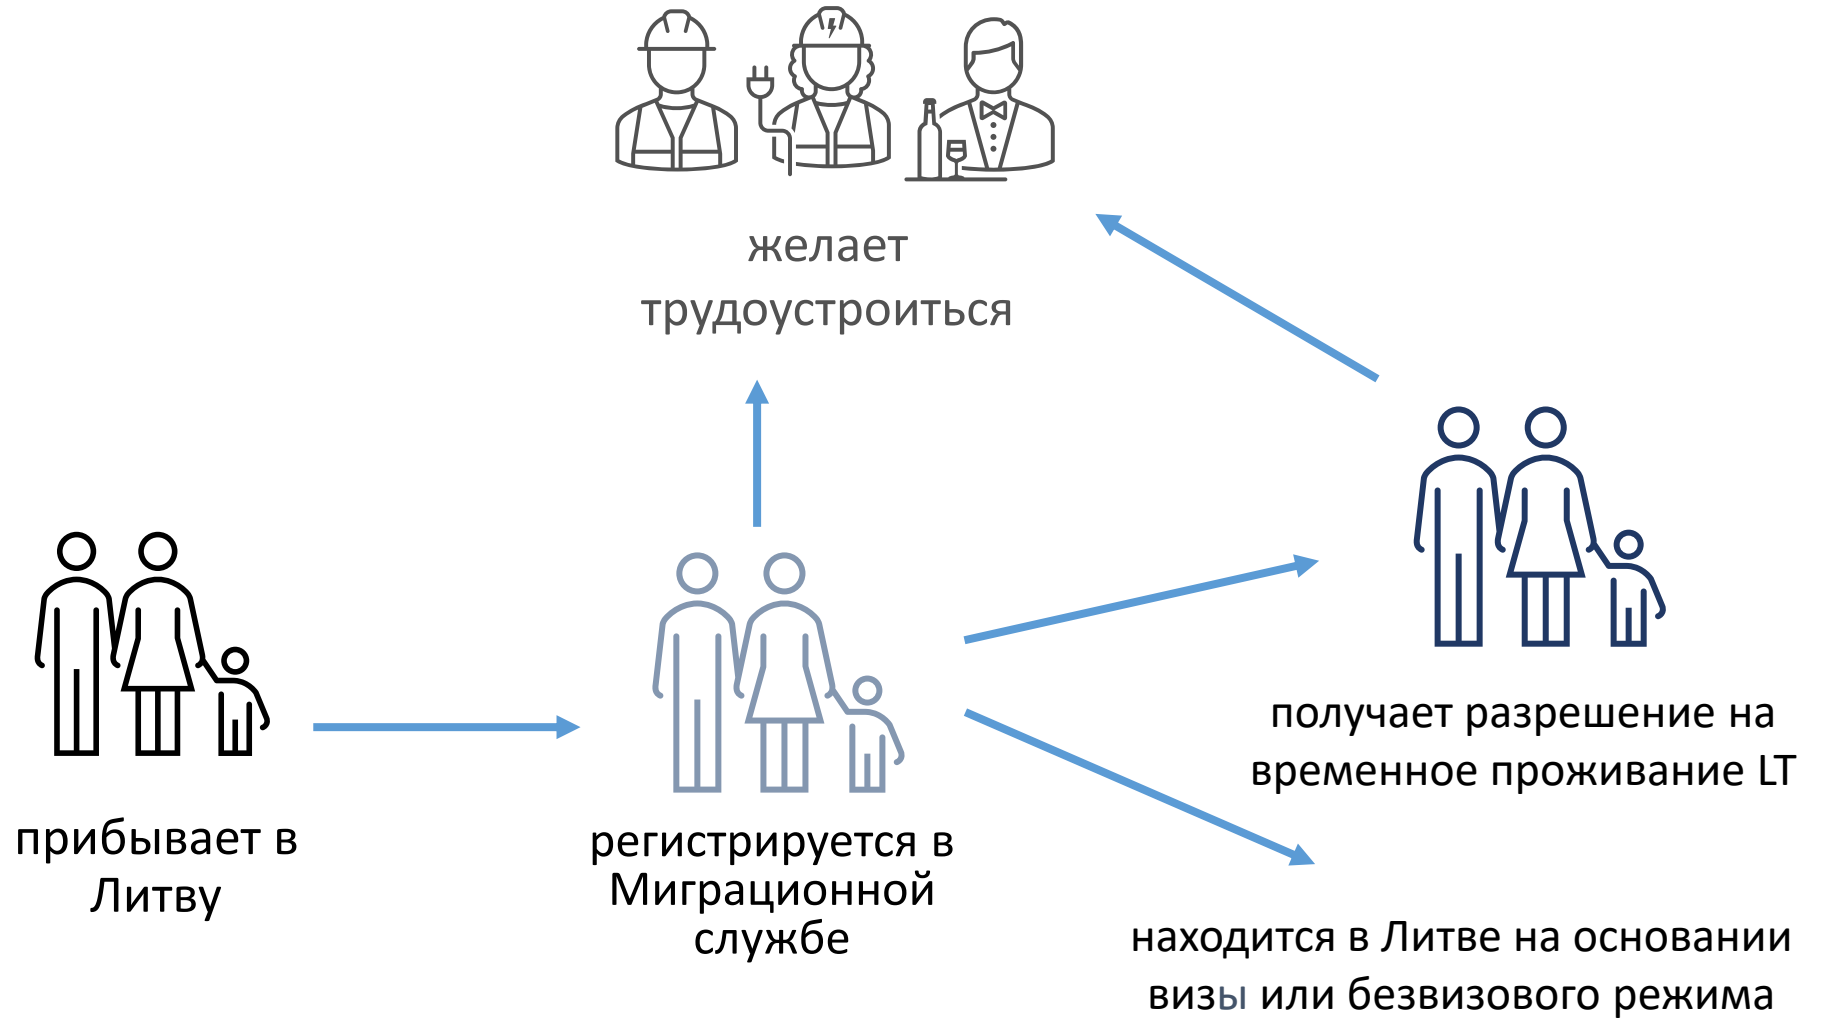 желает
трудоустроиться
получает разрешение на
временное проживание LT
прибывает в
Литву
регистрируется в
Миграционной
службе
находится в Литве на основании
визы или безвизового режима